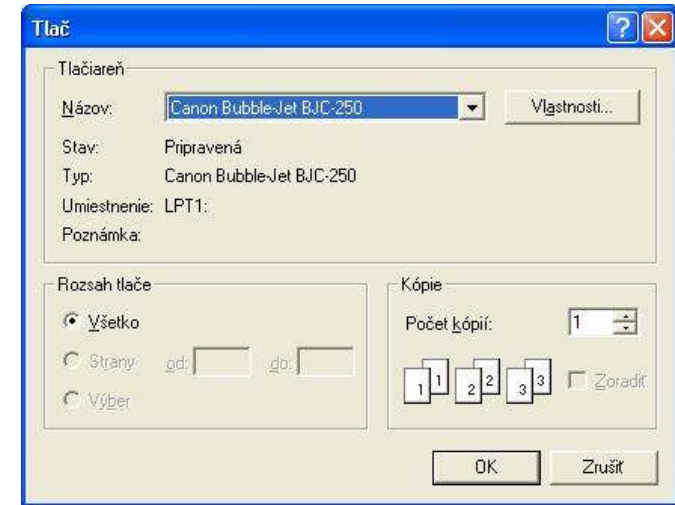 Tlač
Tlačiareň
Názov: Canon Bubble-Jet BJC-250 Vlastnosti...
Stav: Pripravená
Typ: Canon Bubble-Jet BJC-250
Umiestnenie: LPT1:
Poznámka:
Rozsah tlače
Všetko
Strany od: do:
Výber
Kópie
Počet kópií: 1
1 1 2 2 3 3 Zoradiť
OK Zrušiť